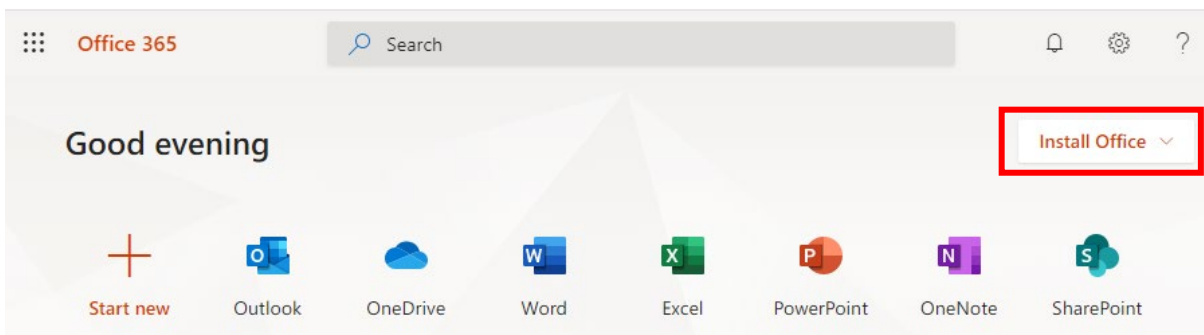 Office 365
Search
?
Good evening
Install Office
O
W
X
P
N
S
Start new Outlook OneDrive Word Excel PowerPoint OneNote SharePoint